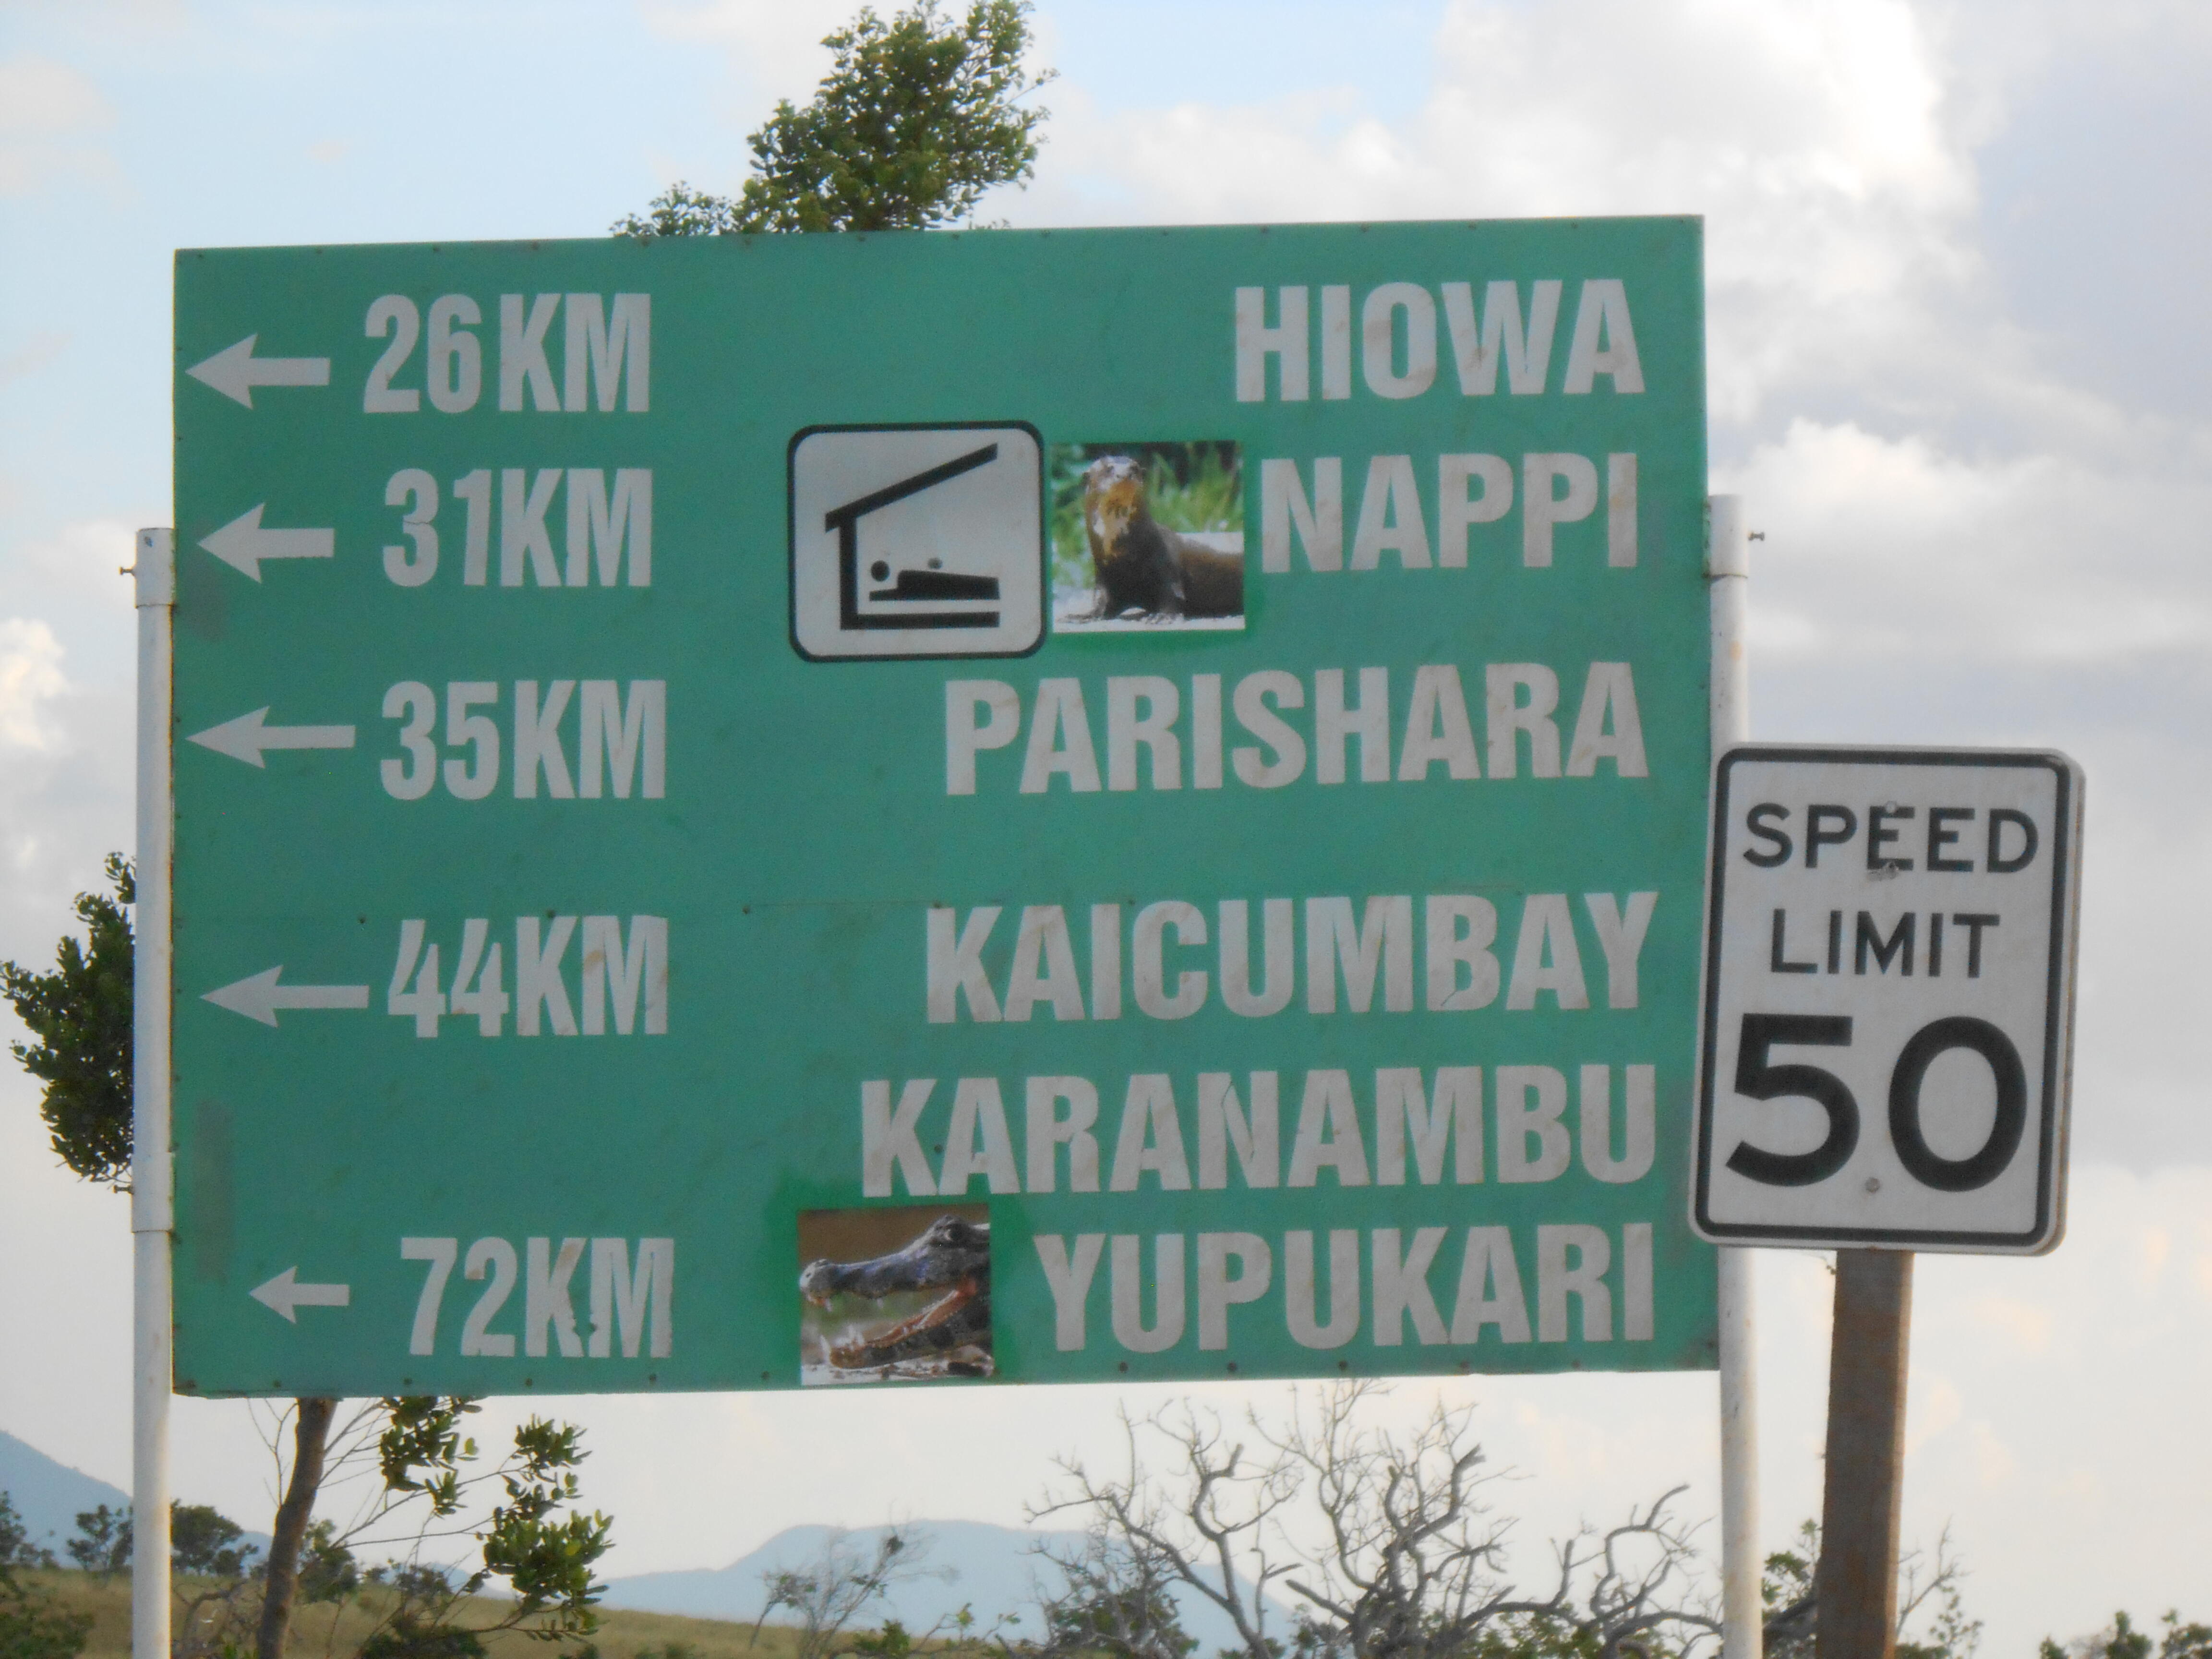 26KM HIOWA
31KM NAPPI
35KM PARISHARA
44KM KAICUMBAY
KARANAMBU
72KM YUPUKARI
SPEED
LIMIT
50